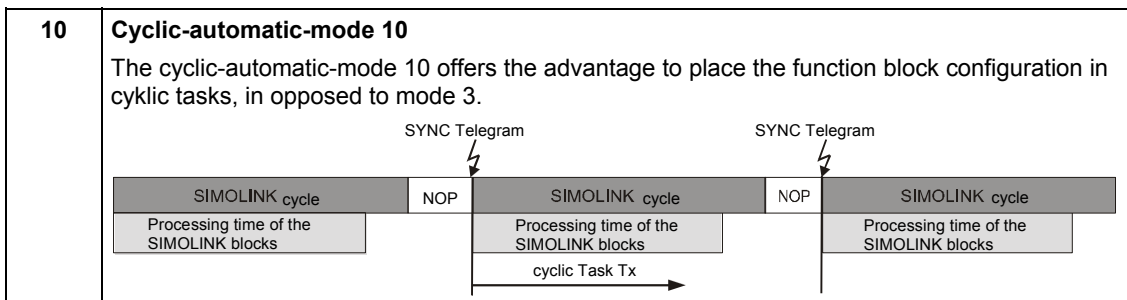 10 Cyclic-automatic-mode 10
The cyclic-automatic-mode 10 offers the advantage to place the function block configuration in
cyklic tasks, in opposed to mode 3.
SYNC Telegram SYNC Telegram
SIMOLINK cycle NOP SIMOLINK cycle NOP SIMOLINK cycle
Processing time of the Processing time of the Processing time of the
SIMOLINK blocks SIMOLINK blocks SIMOLINK blocks
cyclic Task Tx